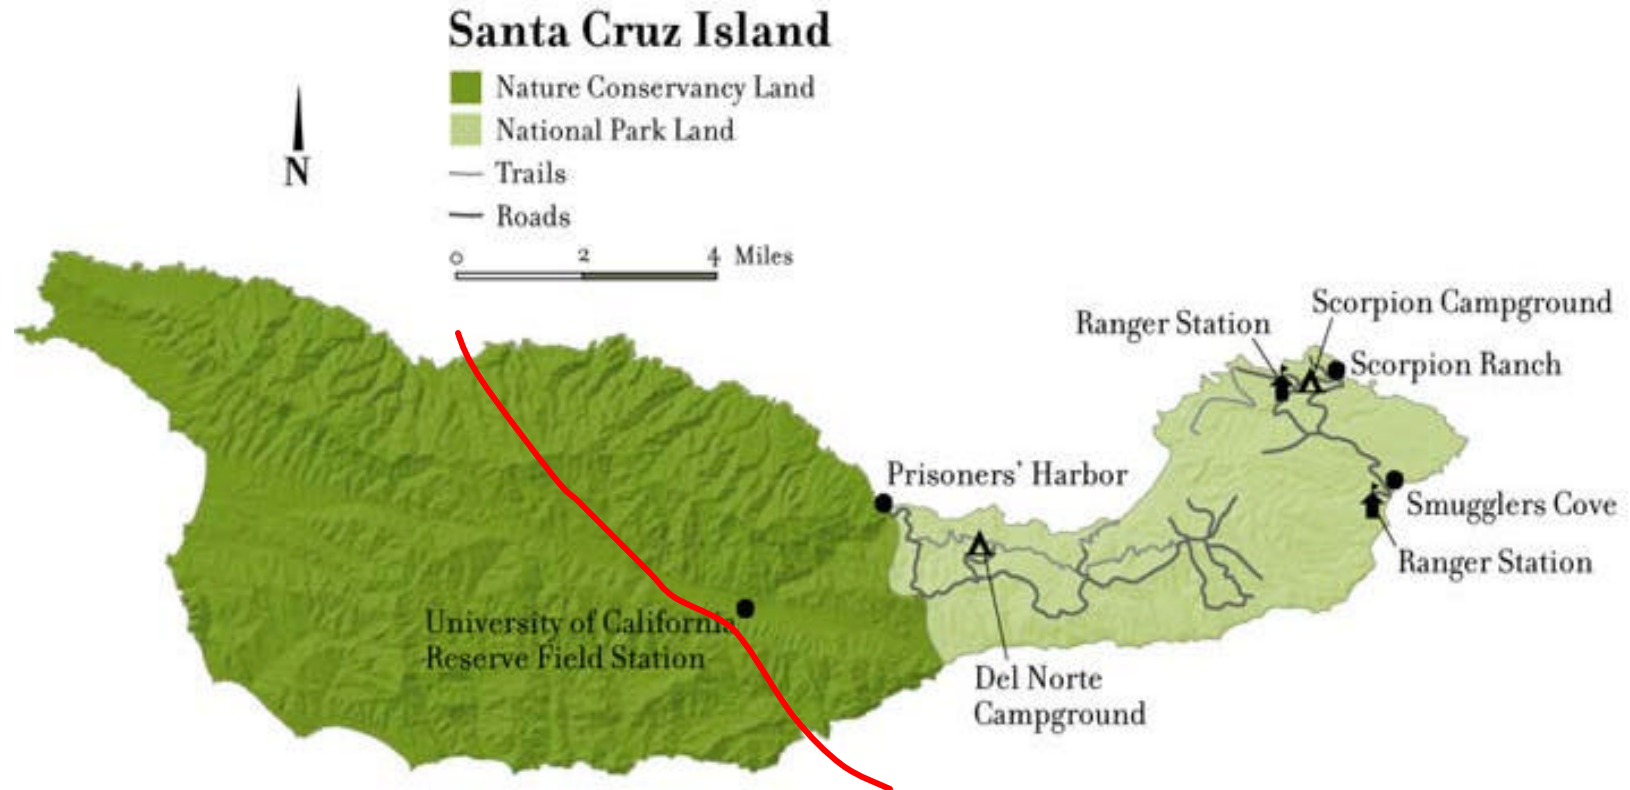 Santa Cruz Island
Nature Conservancy Land
National Park Land
Trails
Roads
N
0 2 4 Miles
Scorpion Campground
Ranger Station
Scorpion Ranch
Prisoners' Harbor
Smugglers Cove
Ranger Station
University of California
Reserve Field Station
Del Norte
Campground